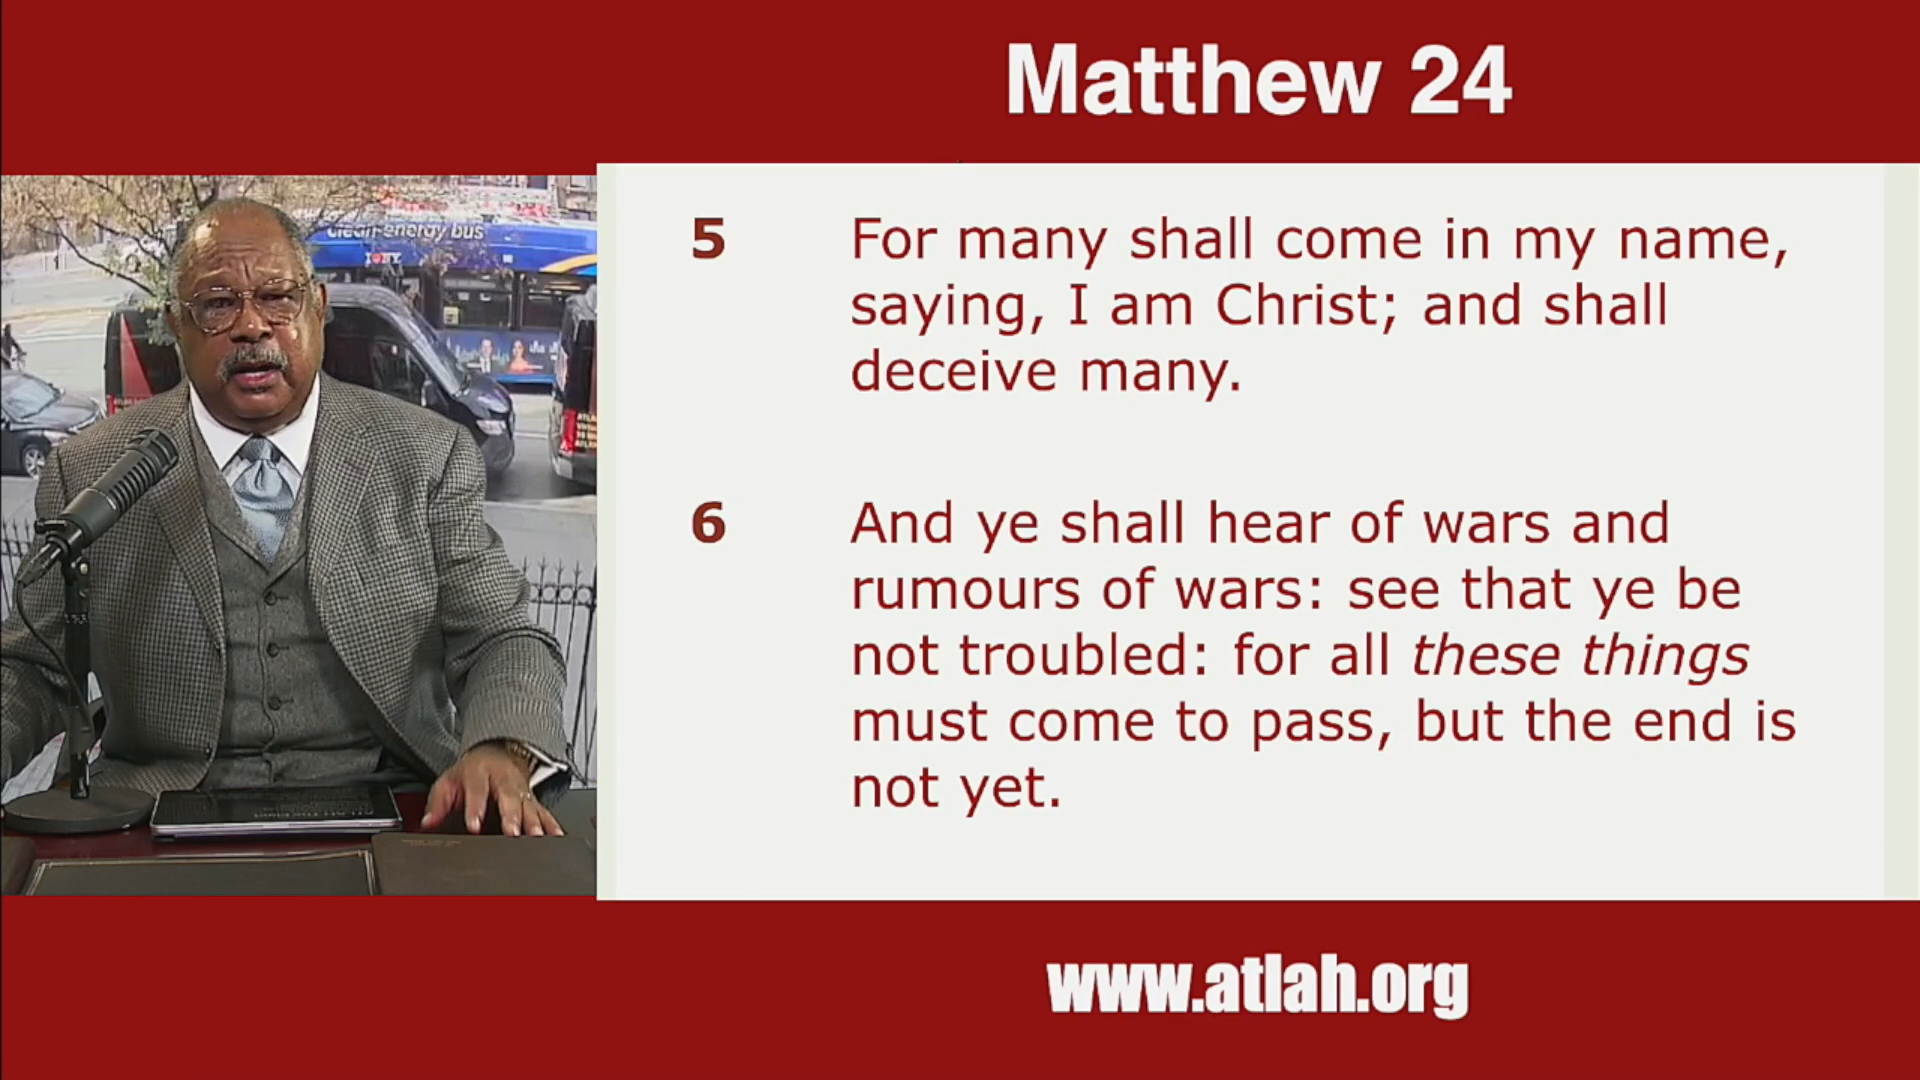 Matthew 24
clean-energy bus
I NY
5 For many shall come in my name,
saying, I am Christ; and shall
deceive many.
6 And ye shall hear of wars and
rumours of wars: see that ye be
not troubled: for all these things
must come to pass, but the end is
not yet.
www.atlah.org